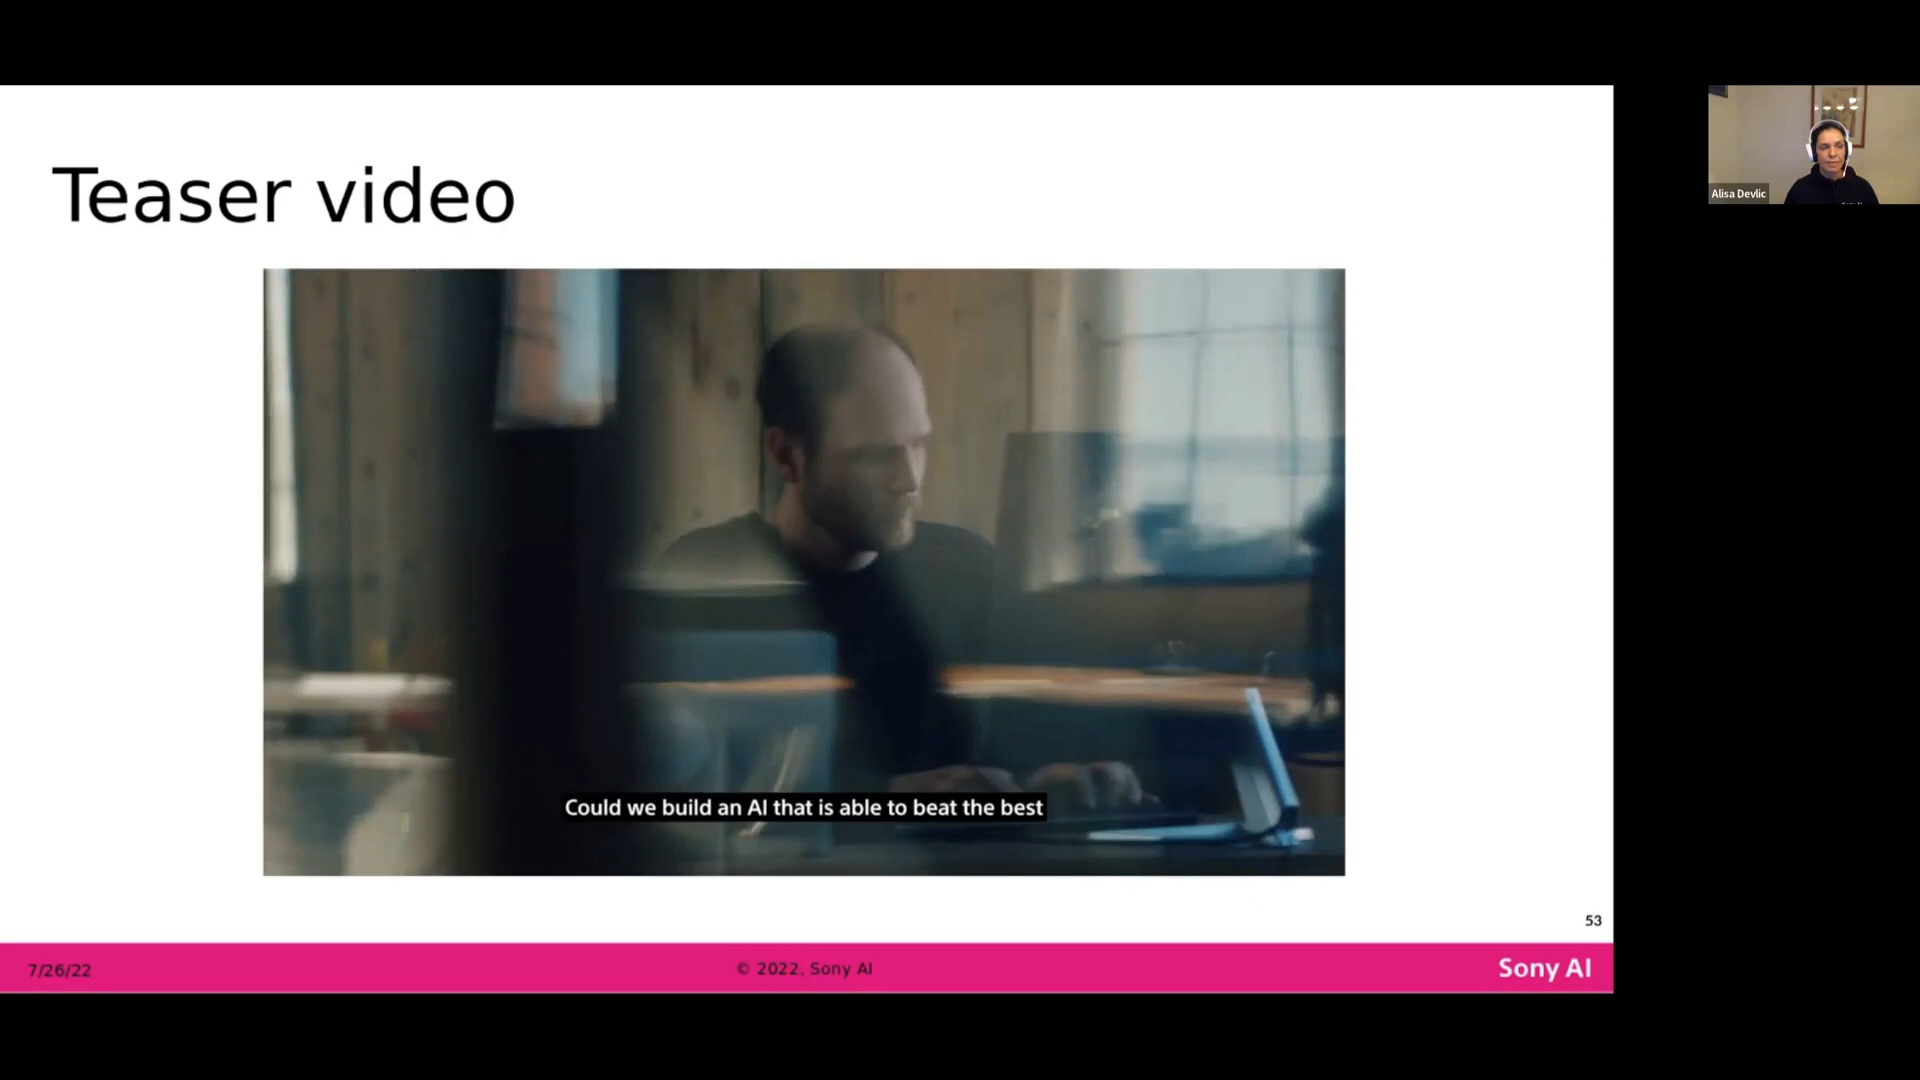 Teaser video
Alisa Devlic
Could we build an AI that is able to beat the best
53
7/26/22
© 2022, Sony AI
Sony AI